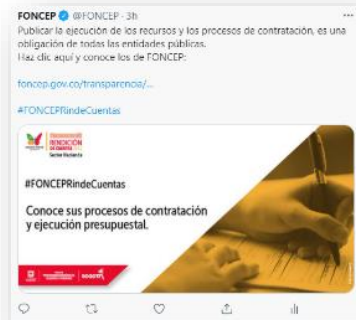 FONCEP @FONCEP · 3h
Publicar la ejecución de los recursos y los procesos de contratación, es una
obligación de todas las entidades públicas.
Haz clic aquí y conoce los de FONCEP:
foncep.gov.co/transparencia/...
#FONCEPRindeCuentas
RENDICIÓN
DE CUENTAS
Sector Hacienda
#FONCEPRindeCuentas
Conoce sus procesos de contratación
y ejecución presupuestal.
BOGOTÁ